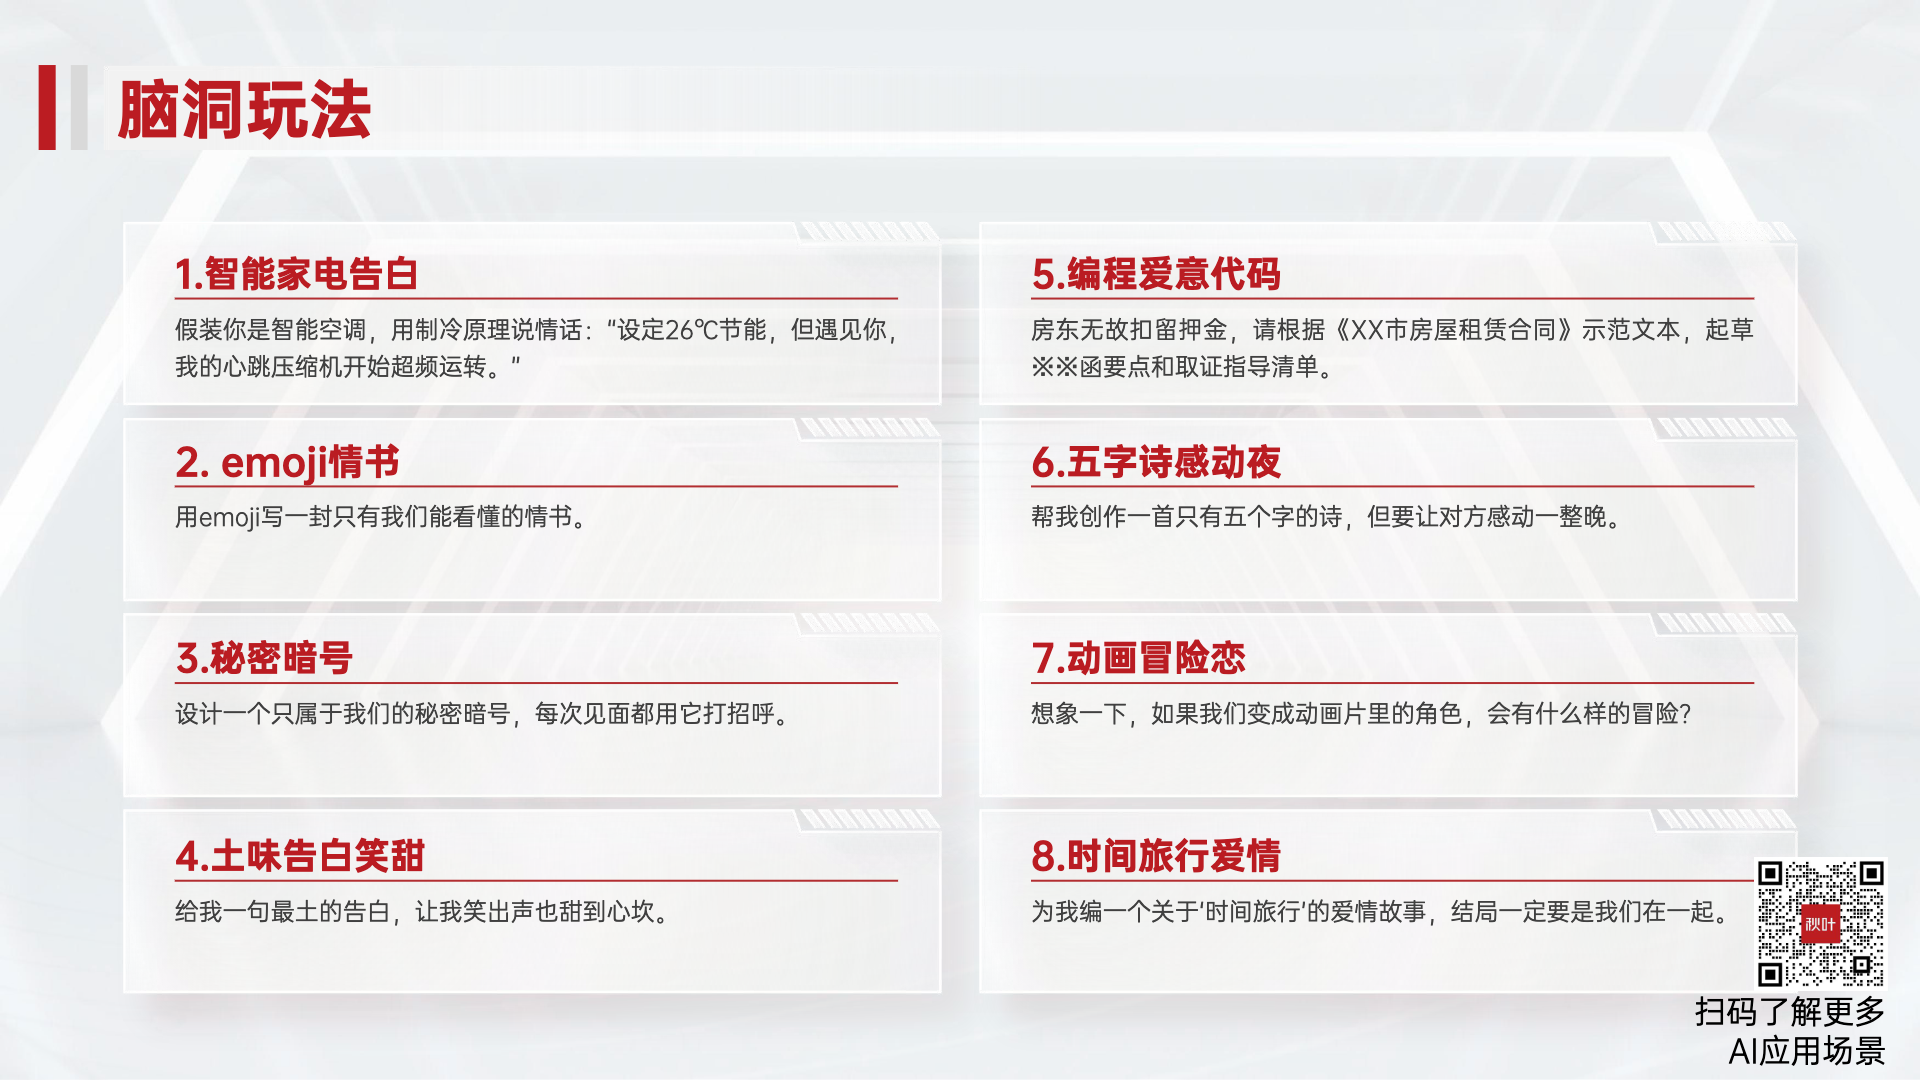 脑洞玩法
1.智能家电告白
假装你是智能空调，用制冷原理说情话：“设定26℃节能，但遇见你，
我的心跳压缩机开始超频运转。”
2. emoji情书
用emoji写一封只有我们能看懂的情书。
3.秘密暗号
设计一个只属于我们的秘密暗号，每次见面都用它打招呼。
4.土味告白笑甜
给我一句最土的告白，让我笑出声也甜到心坎。
5.编程爱意代码
房东无故扣留押金，请根据《XX市房屋租赁合同》示范文本，起草
※※函要点和取证指导清单。
6.五字诗感动夜
帮我创作一首只有五个字的诗，但要让对方感动一整晚。
7.动画冒险恋
想象一下，如果我们变成动画片里的角色，会有什么样的冒险？
8.时间旅行爱情
为我编一个关于‘时间旅行’的爱情故事，结局一定要是我们在一起。
秋叶
扫码了解更多
AI应用场景